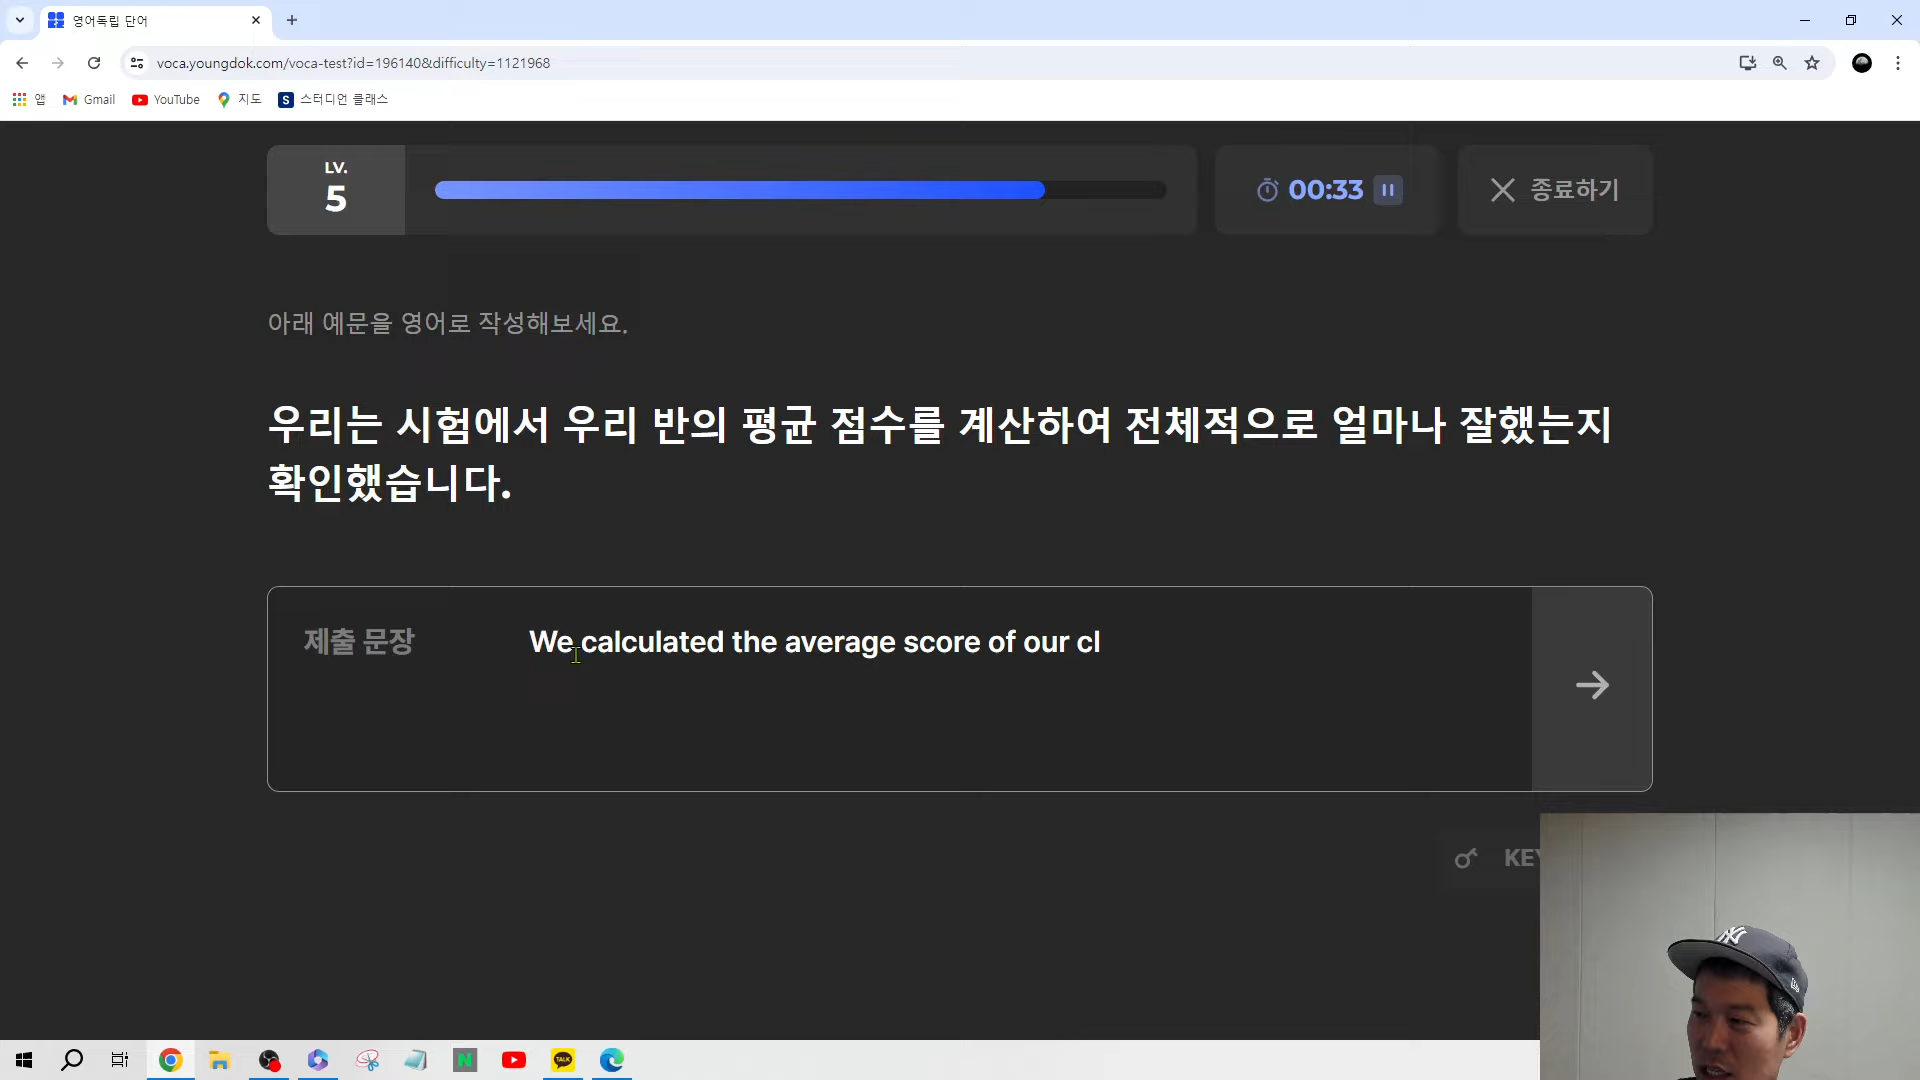 영어독립 단어
voca.youngdok.com/voca-test?id=196140&difficulty=1121968
앱 Gmail YouTube 지도 S 스터디언 클래스
LV.
5
00:33
종료하기
아래 예문을 영어로 작성해보세요.
우리는 시험에서 우리 반의 평균 점수를 계산하여 전체적으로 얼마나 잘했는지
확인했습니다.
제출 문장 We calculated the average score of our cl
KEY
N TALK